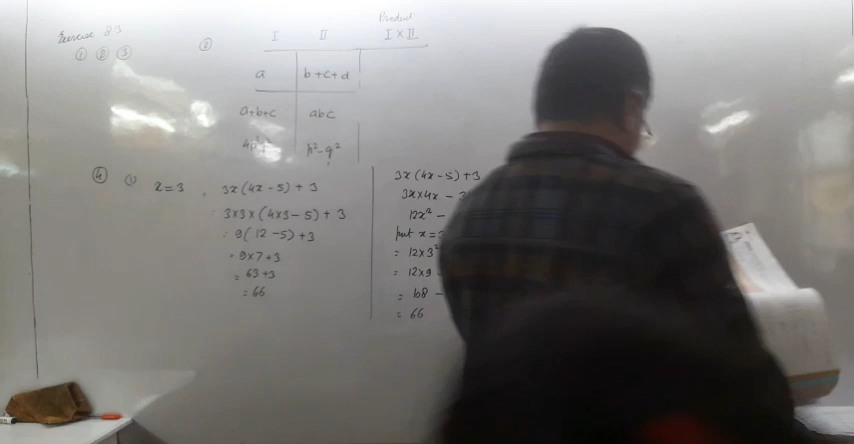 Exercise 8.3
① ② ③
② I II Product I X II
a b+c+d
a+b+c abc
p²-q²
④ (i) x=3, 3x(4x-5)+3
= 3×3×(4×3-5)+3
= 9(12-5)+3
= 9×7+3
= 63+3
= 66
3x(4x-5)+3
3x×4x -
12x² -
put x=
= 12×3²
= 12×9
= 108 -
= 66